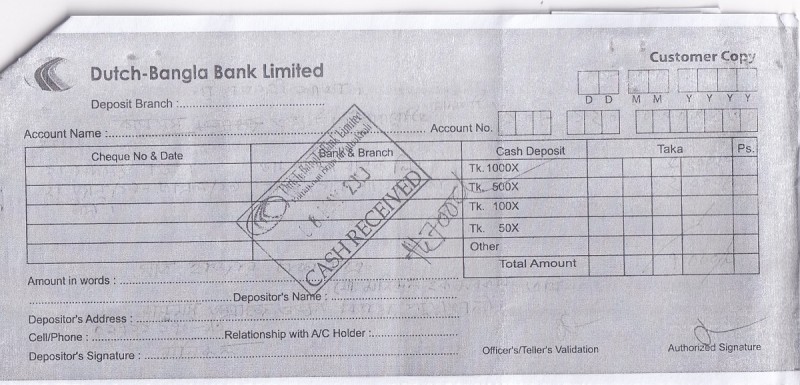 Customer Copy
Dutch-Bangla Bank Limited
D D M M Y Y Y Y
Deposit Branch :
Account Name : Account No.
Cheque No & Date Bank & Branch Cash Deposit Taka Ps.
Tk. 1000X
Tk. 500X
Tk. 100X
Tk. 50X
Other
Total Amount
Dutch-Bangla Bank Limited
CASH RECEIVED
Amount in words :
Depositor's Name :
Depositor's Address :
Cell/Phone : Relationship with A/C Holder :
Depositor's Signature :
Officer's/Teller's Validation Authorized Signature